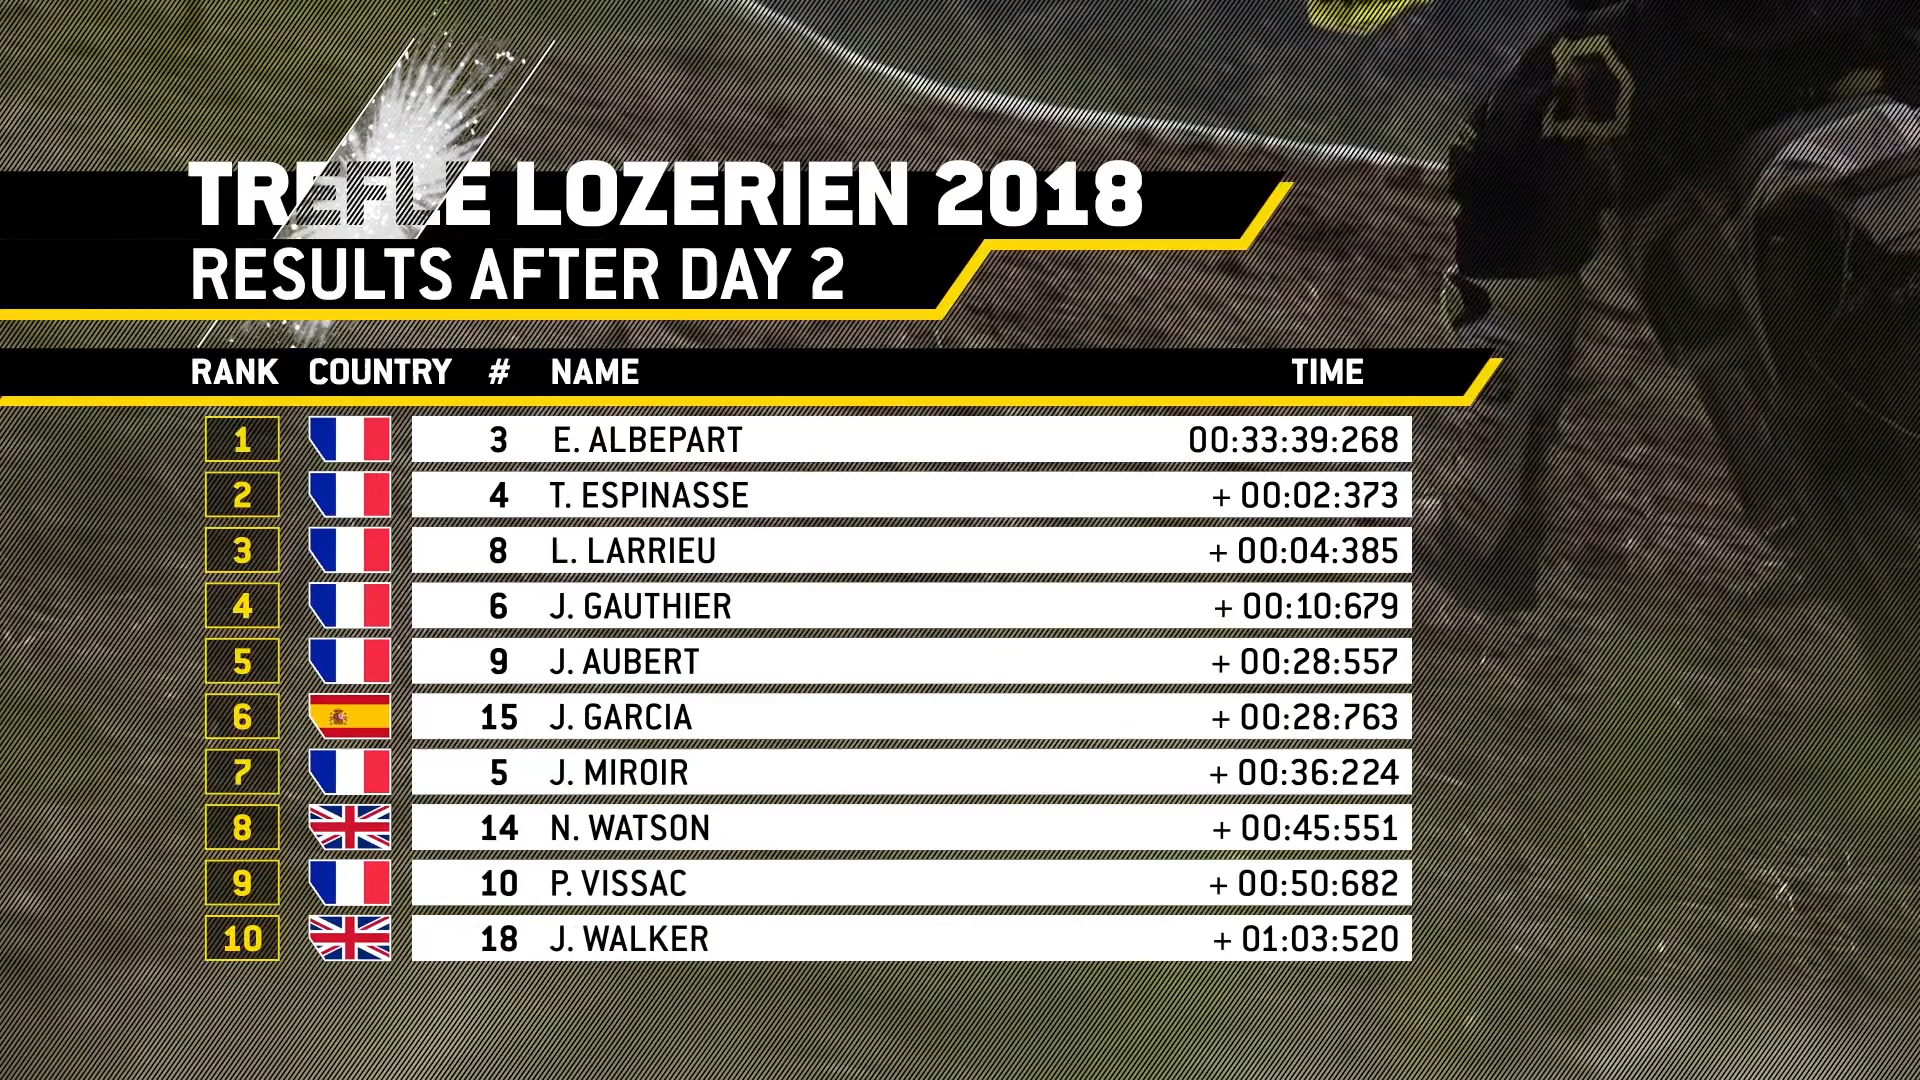 TREFLE LOZERIEN 2018
RESULTS AFTER DAY 2
RANK COUNTRY # NAME TIME
1 3 E. ALBEPART 00:33:39:268
2 4 T. ESPINASSE + 00:02:373
3 8 L. LARRIEU + 00:04:385
4 6 J. GAUTHIER + 00:10:679
5 9 J. AUBERT + 00:28:557
6 15 J. GARCIA + 00:28:763
7 5 J. MIROIR + 00:36:224
8 14 N. WATSON + 00:45:551
9 10 P. VISSAC + 00:50:682
10 18 J. WALKER + 01:03:520